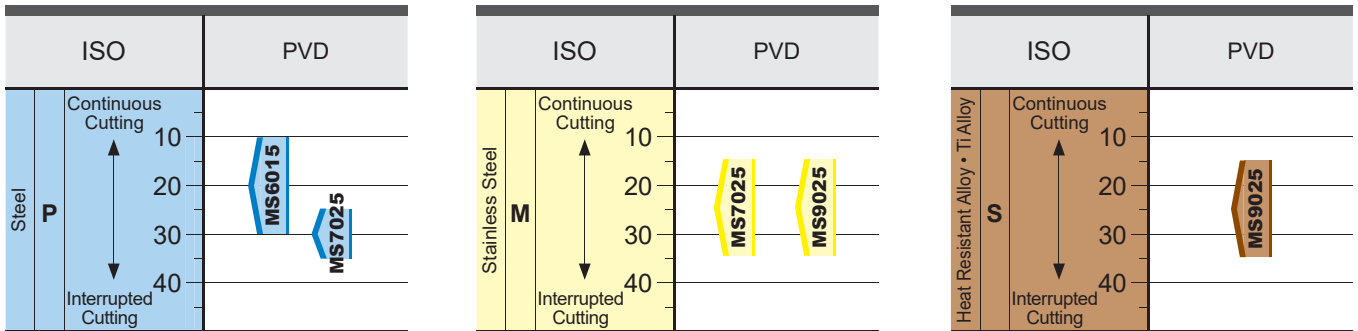 ISO
PVD
Steel
P
Continuous
Cutting
10
20
30
40
Interrupted
Cutting
MS6015
MS7025
ISO
PVD
Stainless Steel
M
Continuous
Cutting
10
20
30
40
Interrupted
Cutting
MS7025
MS9025
ISO
PVD
Heat Resistant Alloy • Ti Alloy
S
Continuous
Cutting
10
20
30
40
Interrupted
Cutting
MS9025